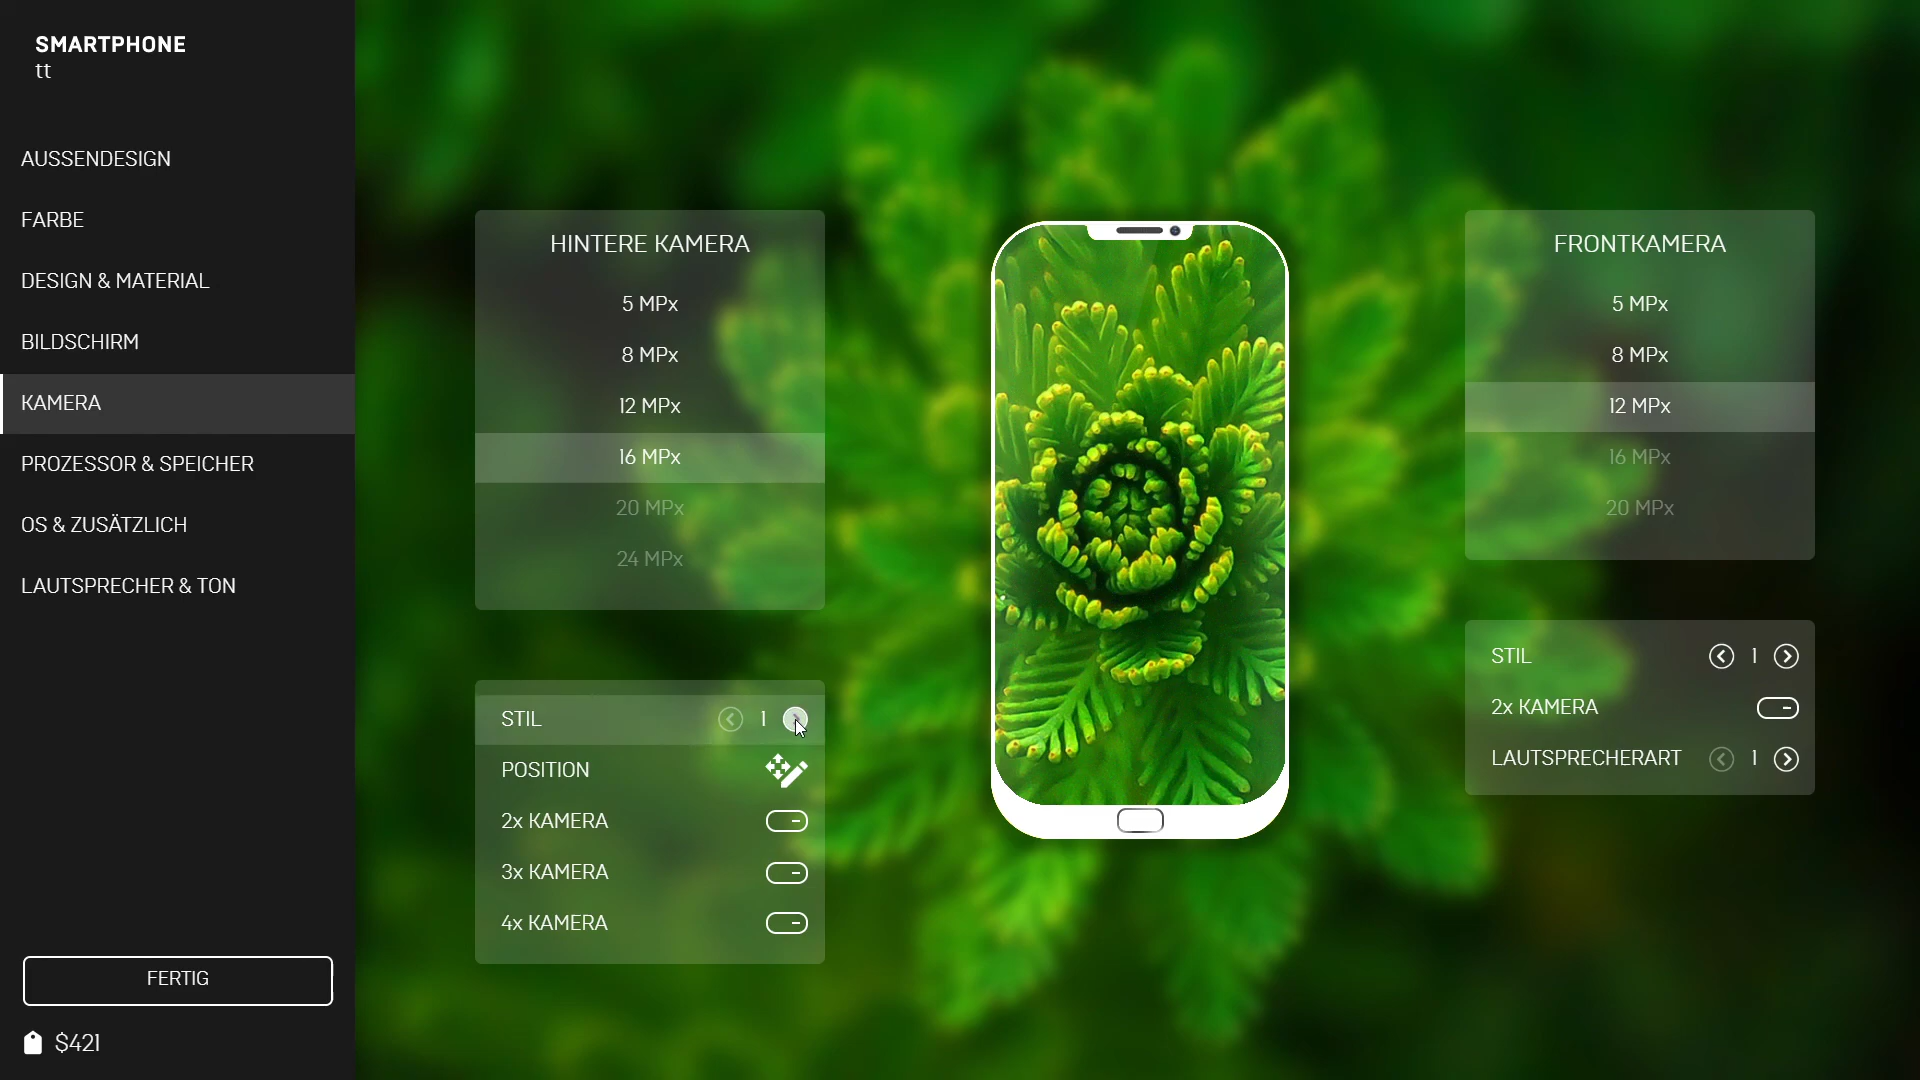 SMARTPHONE
tt
AUSSENDESIGN
FARBE
DESIGN & MATERIAL
BILDSCHIRM
KAMERA
PROZESSOR & SPEICHER
OS & ZUSÄTZLICH
LAUTSPRECHER & TON
FERTIG
$421
HINTERE KAMERA
5 MPx
8 MPx
12 MPx
16 MPx
20 MPx
24 MPx
STIL 1
POSITION
2x KAMERA
3x KAMERA
4x KAMERA
FRONTKAMERA
5 MPx
8 MPx
12 MPx
16 MPx
20 MPx
STIL 1
2x KAMERA
LAUTSPRECHERART 1